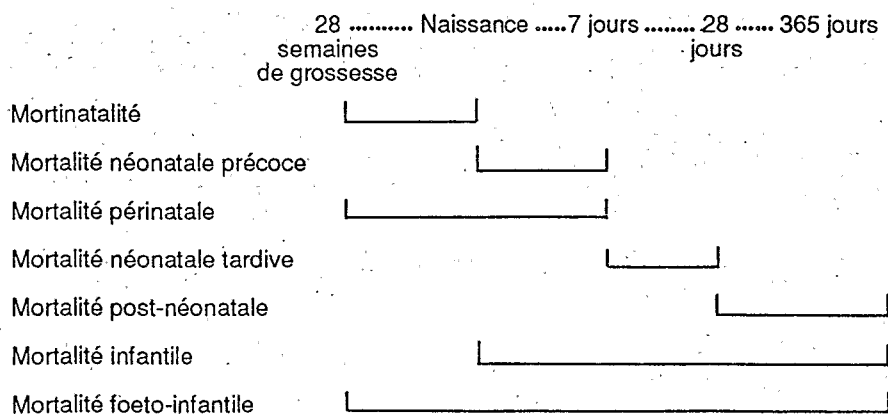 28 .......... Naissance .....7 jours ........ 28 ...... 365 jours
semaines jours
de grossesse
Mortinatalité
Mortalité néonatale précoce
Mortalité périnatale
Mortalité néonatale tardive
Mortalité post-néonatale
Mortalité infantile
Mortalité foeto-infantile